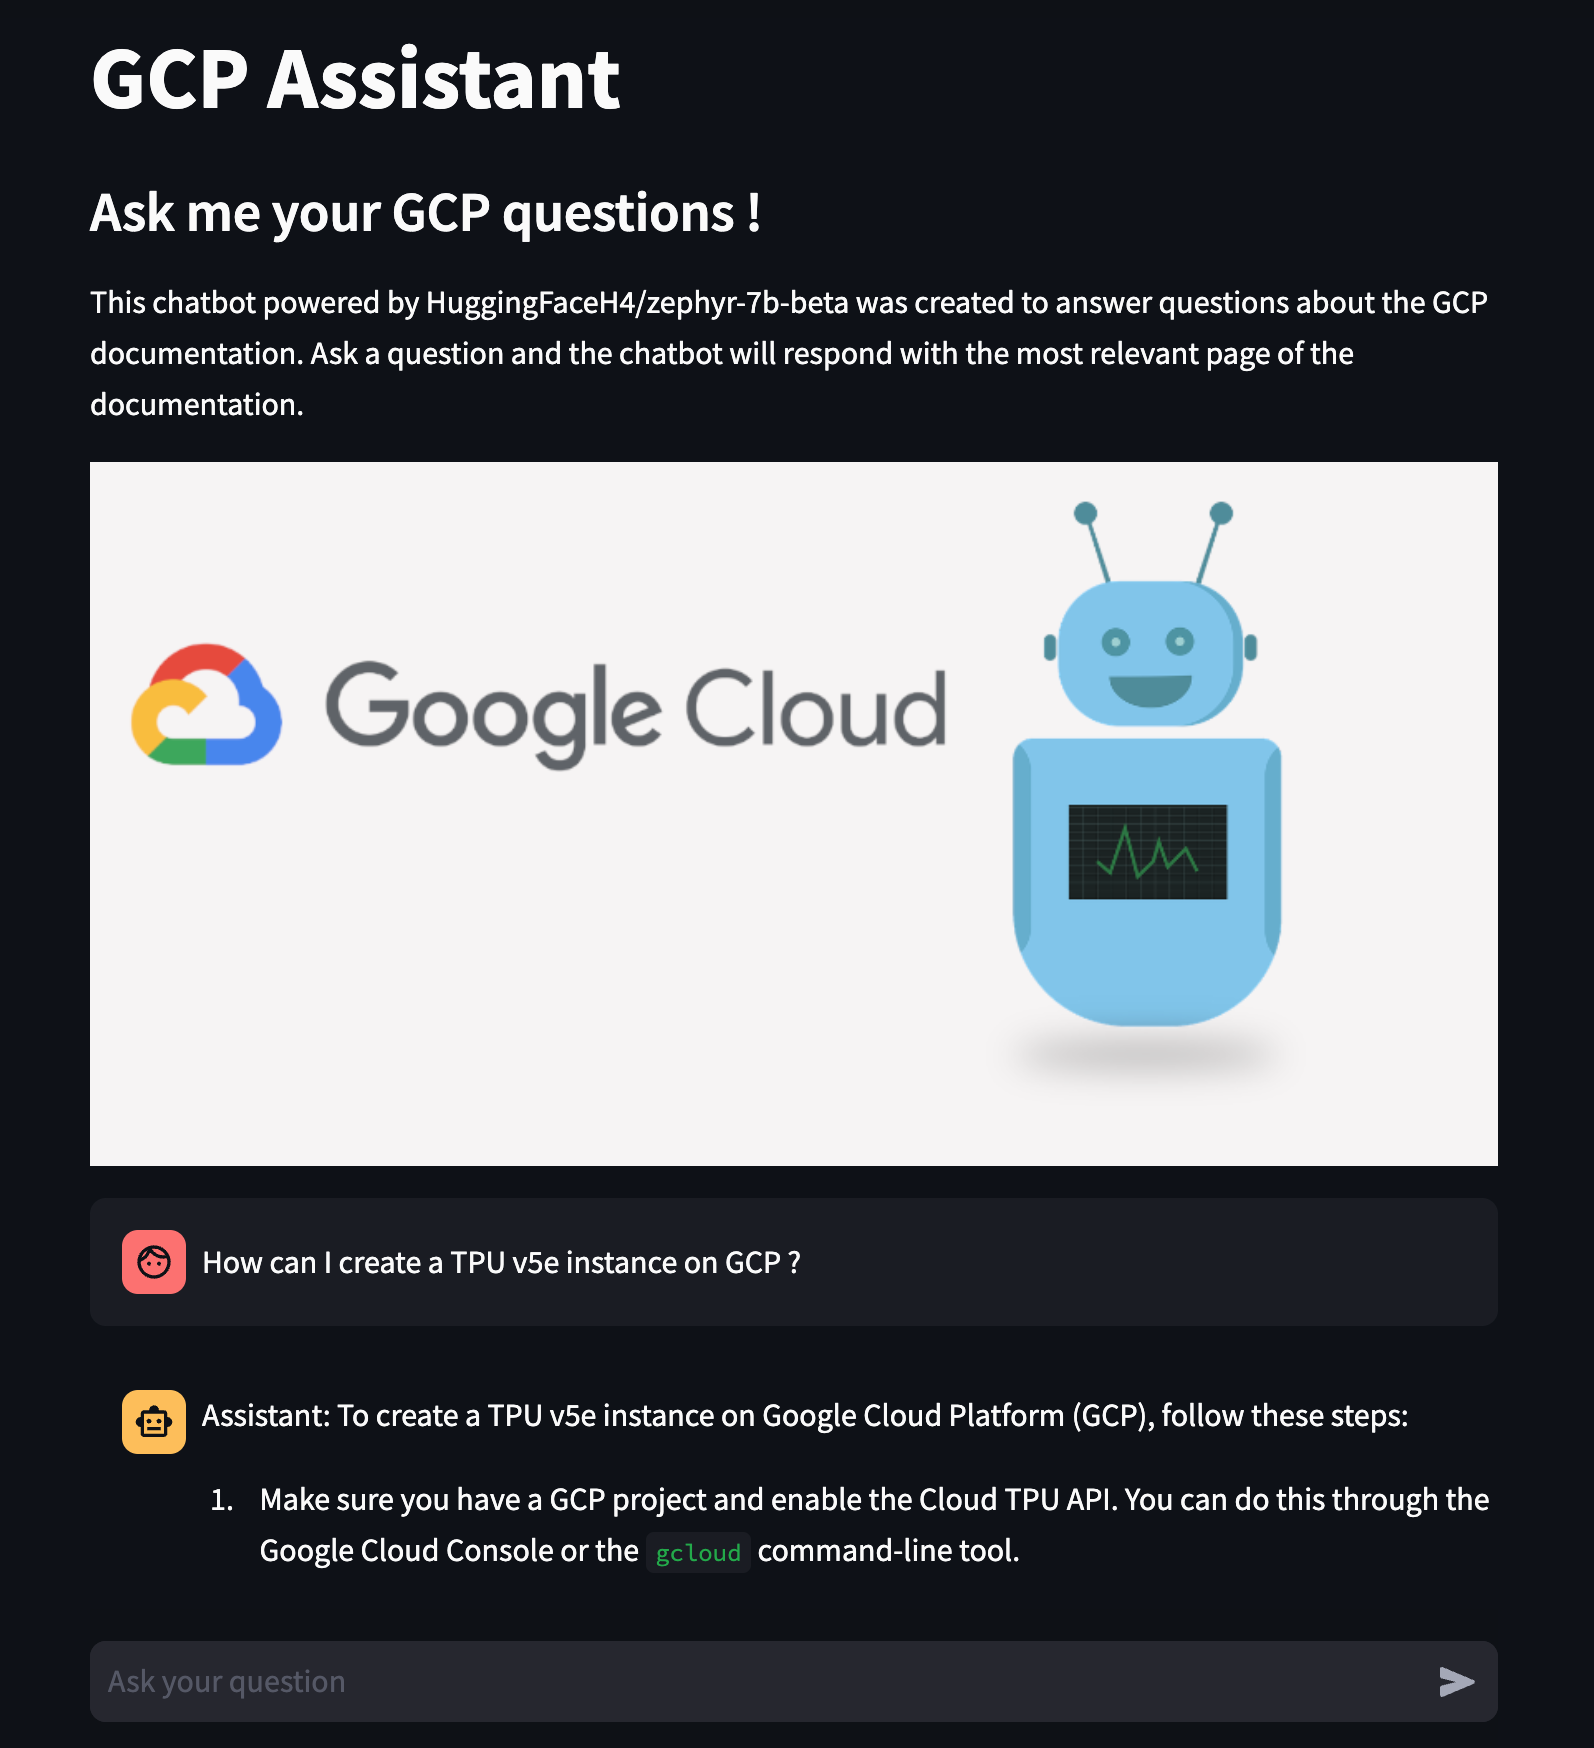 GCP Assistant
Ask me your GCP questions !
This chatbot powered by HuggingFaceH4/zephyr-7b-beta was created to answer questions about the GCP
documentation. Ask a question and the chatbot will respond with the most relevant page of the
documentation.
Google Cloud
How can I create a TPU v5e instance on GCP ?
Assistant: To create a TPU v5e instance on Google Cloud Platform (GCP), follow these steps:
1. Make sure you have a GCP project and enable the Cloud TPU API. You can do this through the
Google Cloud Console or the gcloud command-line tool.
Ask your question